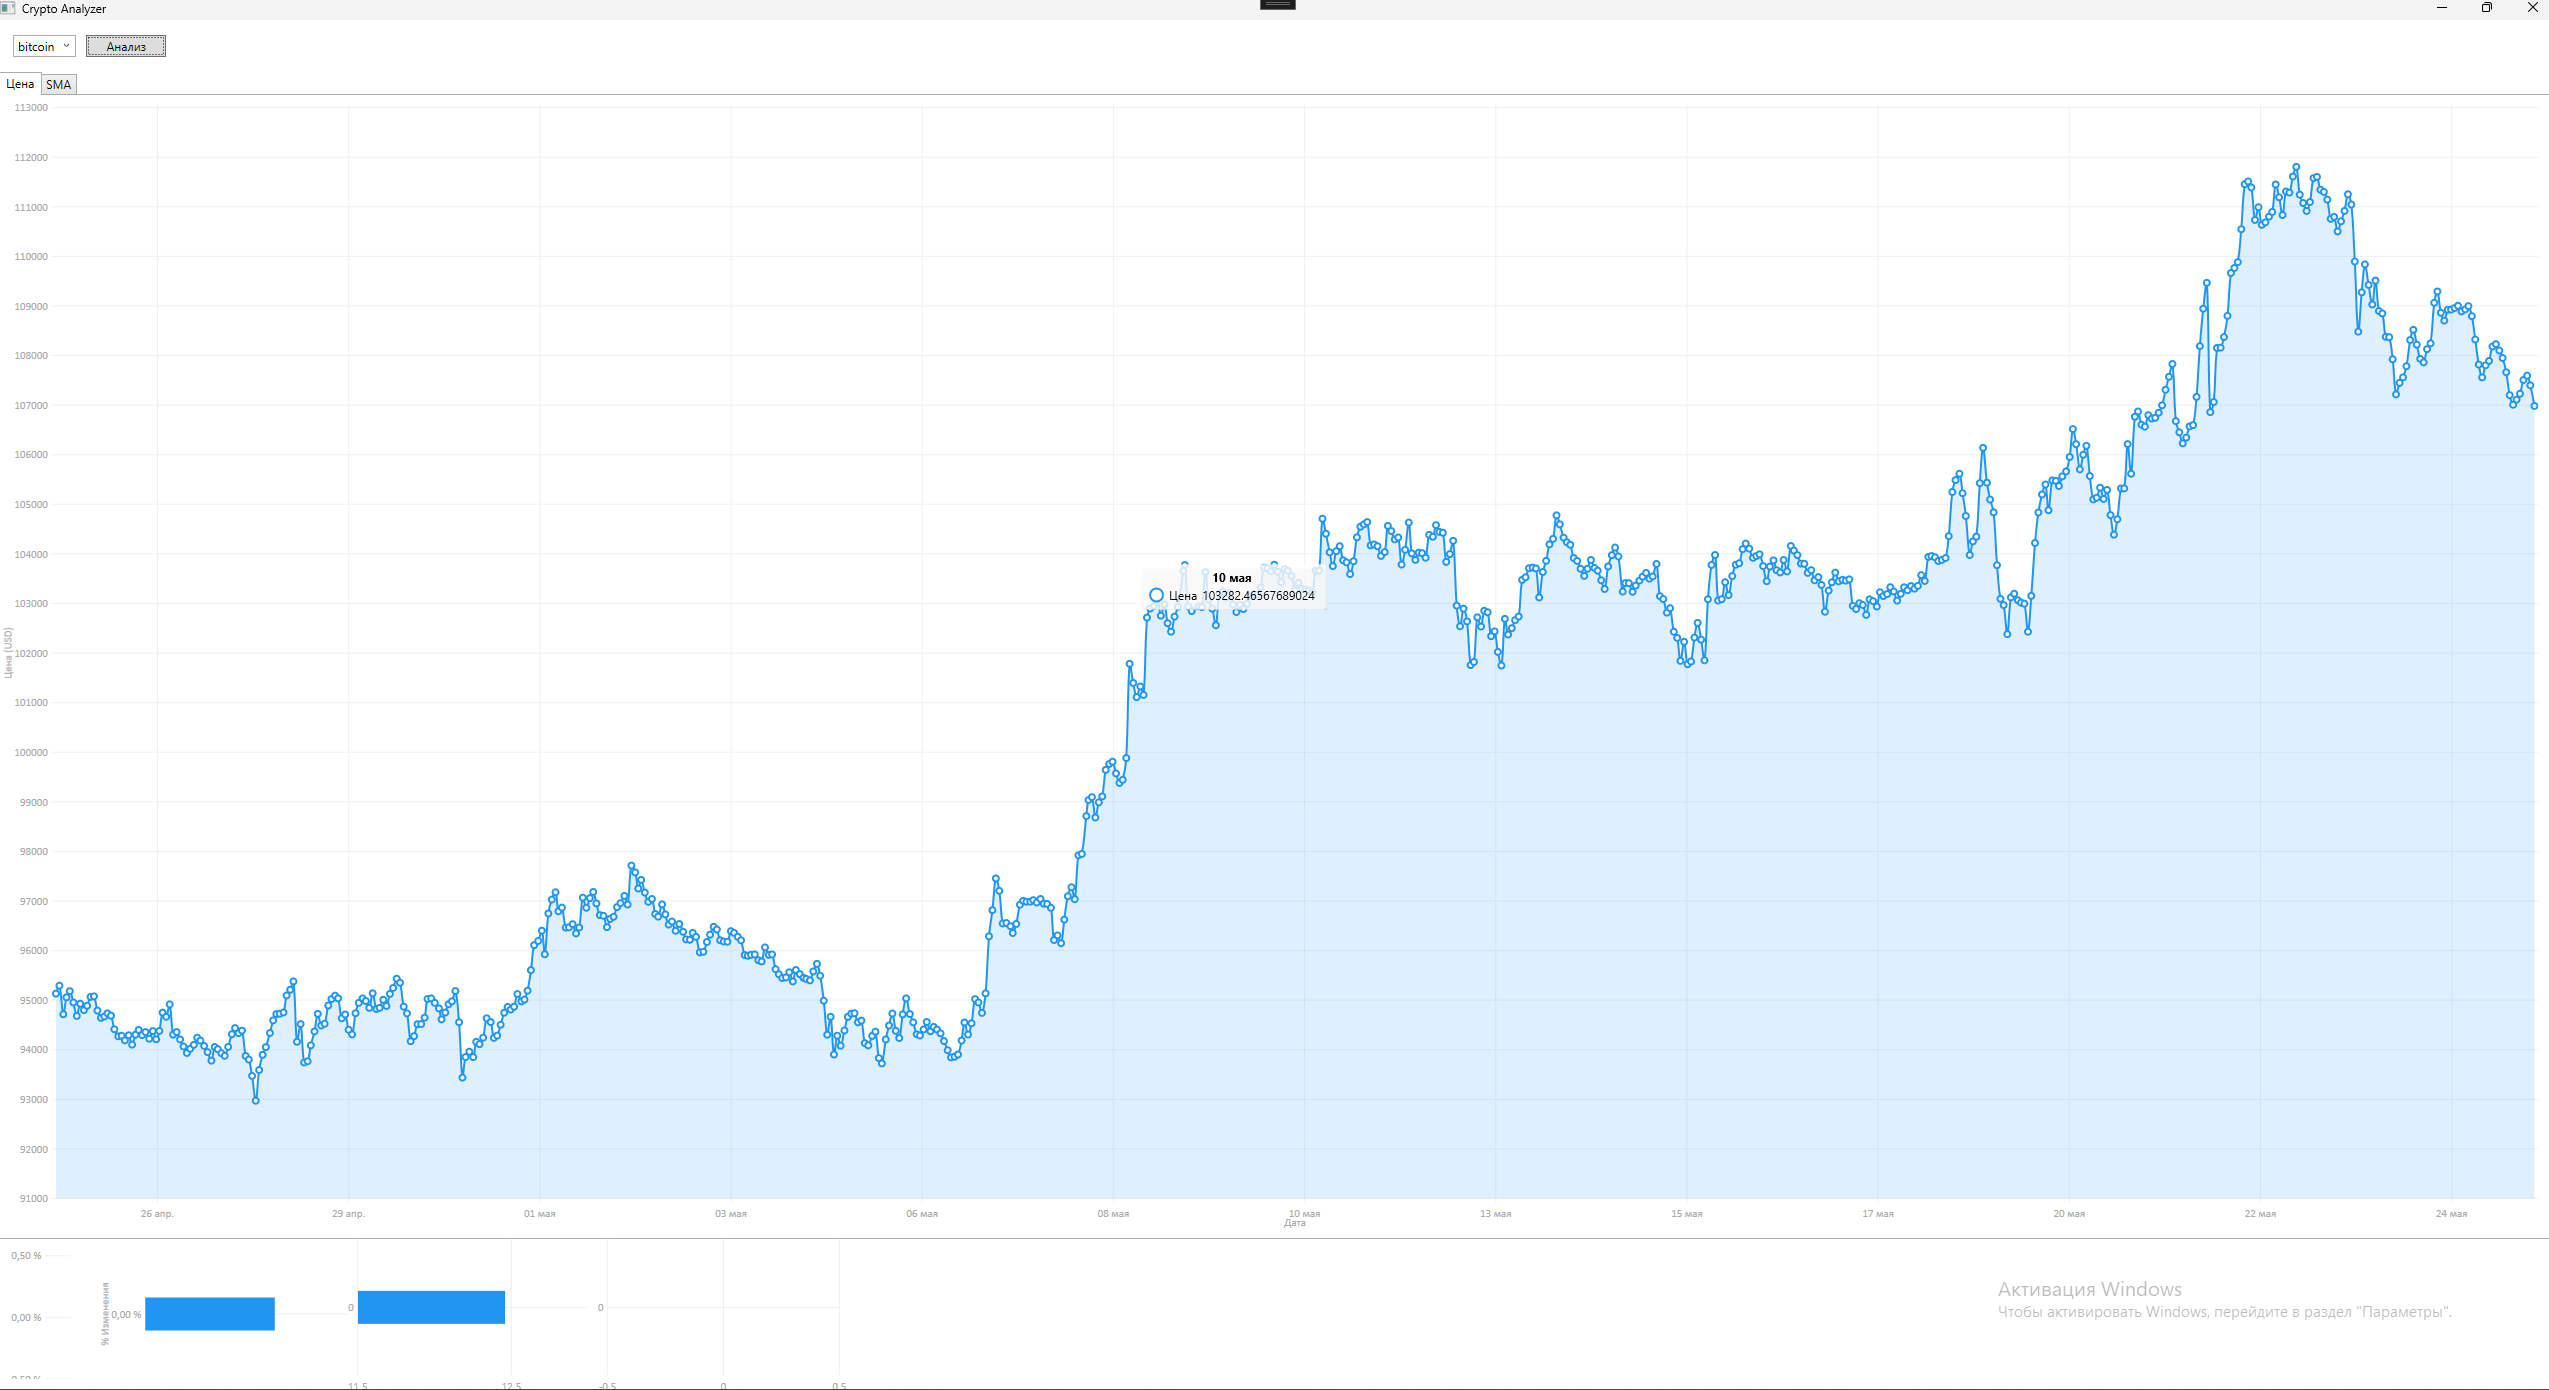 Crypto Analyzer
bitcoin Анализ
Цена SMA
113000
112000
111000
110000
109000
108000
107000
106000
105000
104000
103000
102000
101000
100000
99000
98000
97000
96000
95000
94000
93000
92000
91000
Цена (USD)
10 мая
Цена 103282.46567689024
26 апр. 29 апр. 01 мая 03 мая 06 мая 08 мая 10 мая 13 мая 15 мая 17 мая 20 мая 22 мая 24 мая
Дата
0,50 %
0,00 %
% Изменения
0,00 %
0
0
11,5 12,5 -0,5 0 0,5
Активация Windows
Чтобы активировать Windows, перейдите в раздел "Параметры".